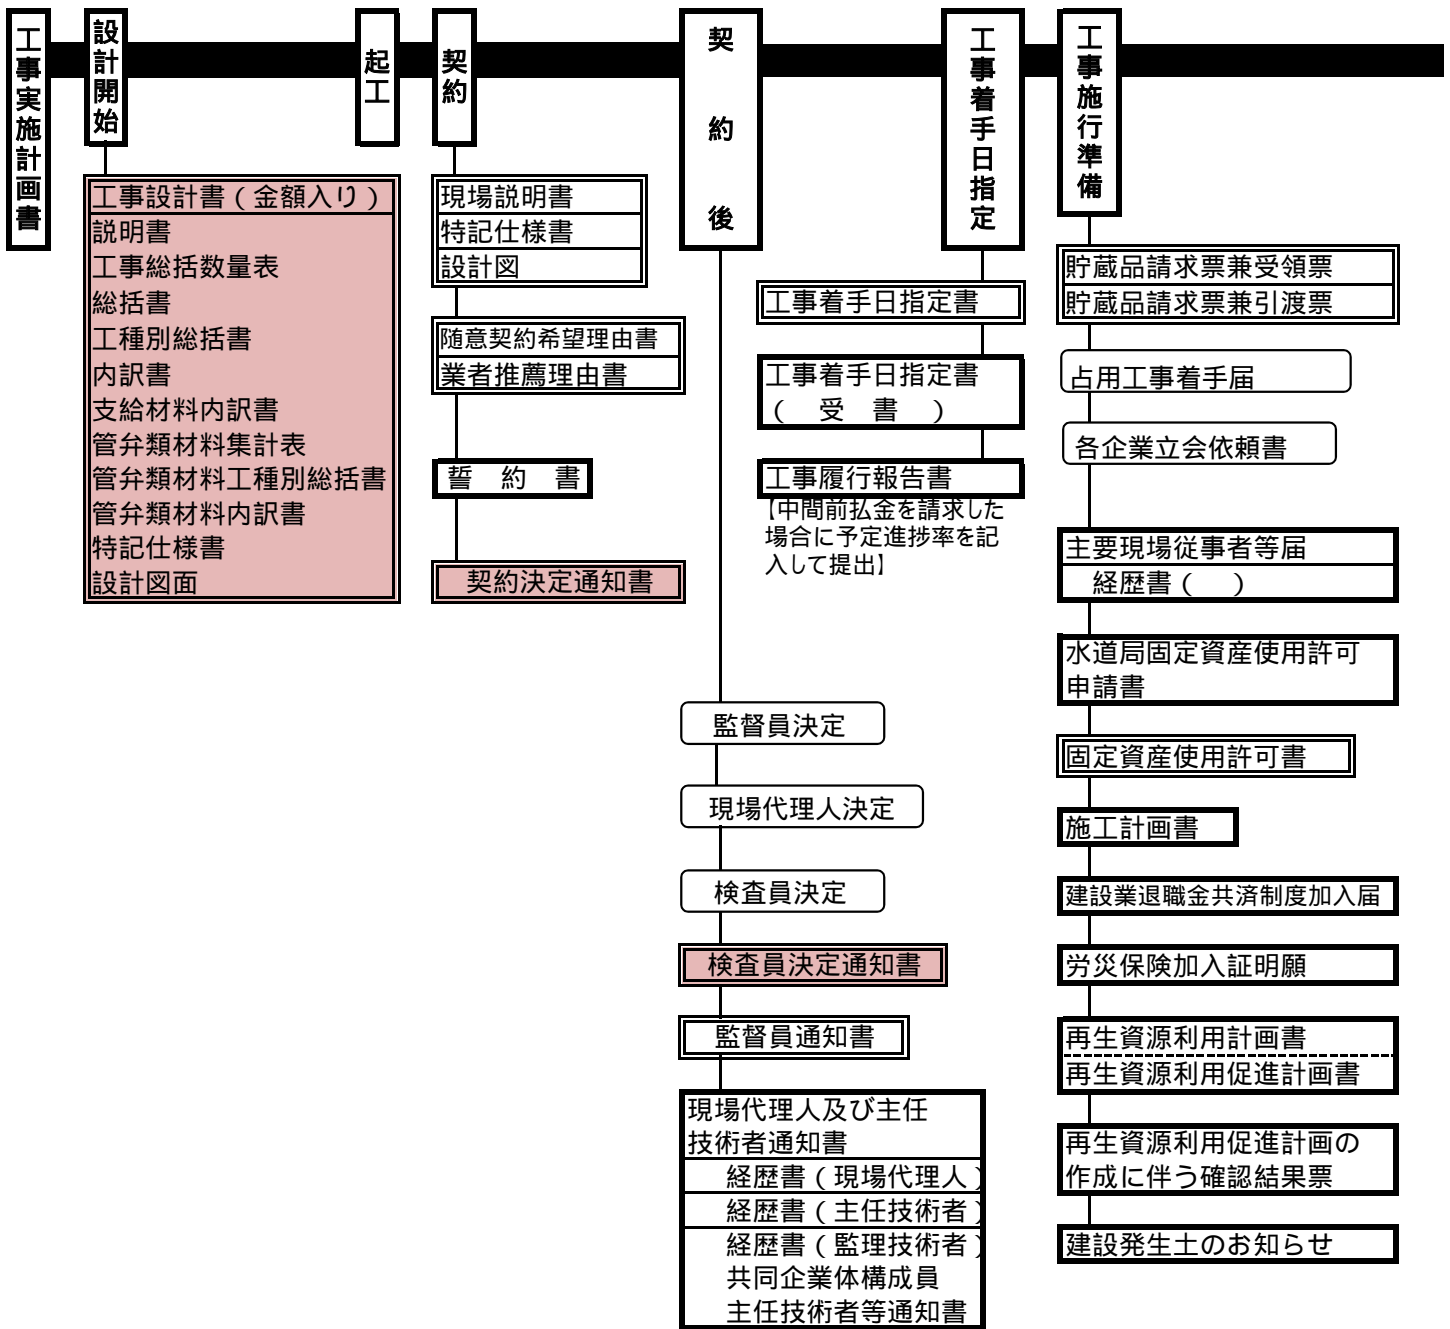 工事実施計画書
設計開始
起工
契約
契約後
工事着手日指定
工事施行準備
工事設計書（金額入り）
説明書
工事総括数量表
総括書
工種別総括書
内訳書
支給材料内訳書
管弁類材料集計表
管弁類材料工種別総括書
管弁類材料内訳書
特記仕様書
設計図面
現場説明書
特記仕様書
設計図
随意契約希望理由書
業者推薦理由書
誓　約　書
契約決定通知書
監督員決定
現場代理人決定
検査員決定
検査員決定通知書
監督員通知書
現場代理人及び主任
技術者通知書
経歴書（現場代理人）
経歴書（主任技術者）
経歴書（監理技術者）
共同企業体構成員
主任技術者等通知書
工事着手日指定書
工事着手日指定書
（　受　書　）
工事履行報告書
【中間前払金を請求した
場合に予定進捗率を記
入して提出】
貯蔵品請求票兼受領票
貯蔵品請求票兼引渡票
占用工事着手届
各企業立会依頼書
主要現場従事者等届
経歴書（　）
水道局固定資産使用許可
申請書
固定資産使用許可書
施工計画書
建設業退職金共済制度加入届
労災保険加入証明願
再生資源利用計画書
再生資源利用促進計画書
再生資源利用促進計画の
作成に伴う確認結果票
建設発生土のお知らせ